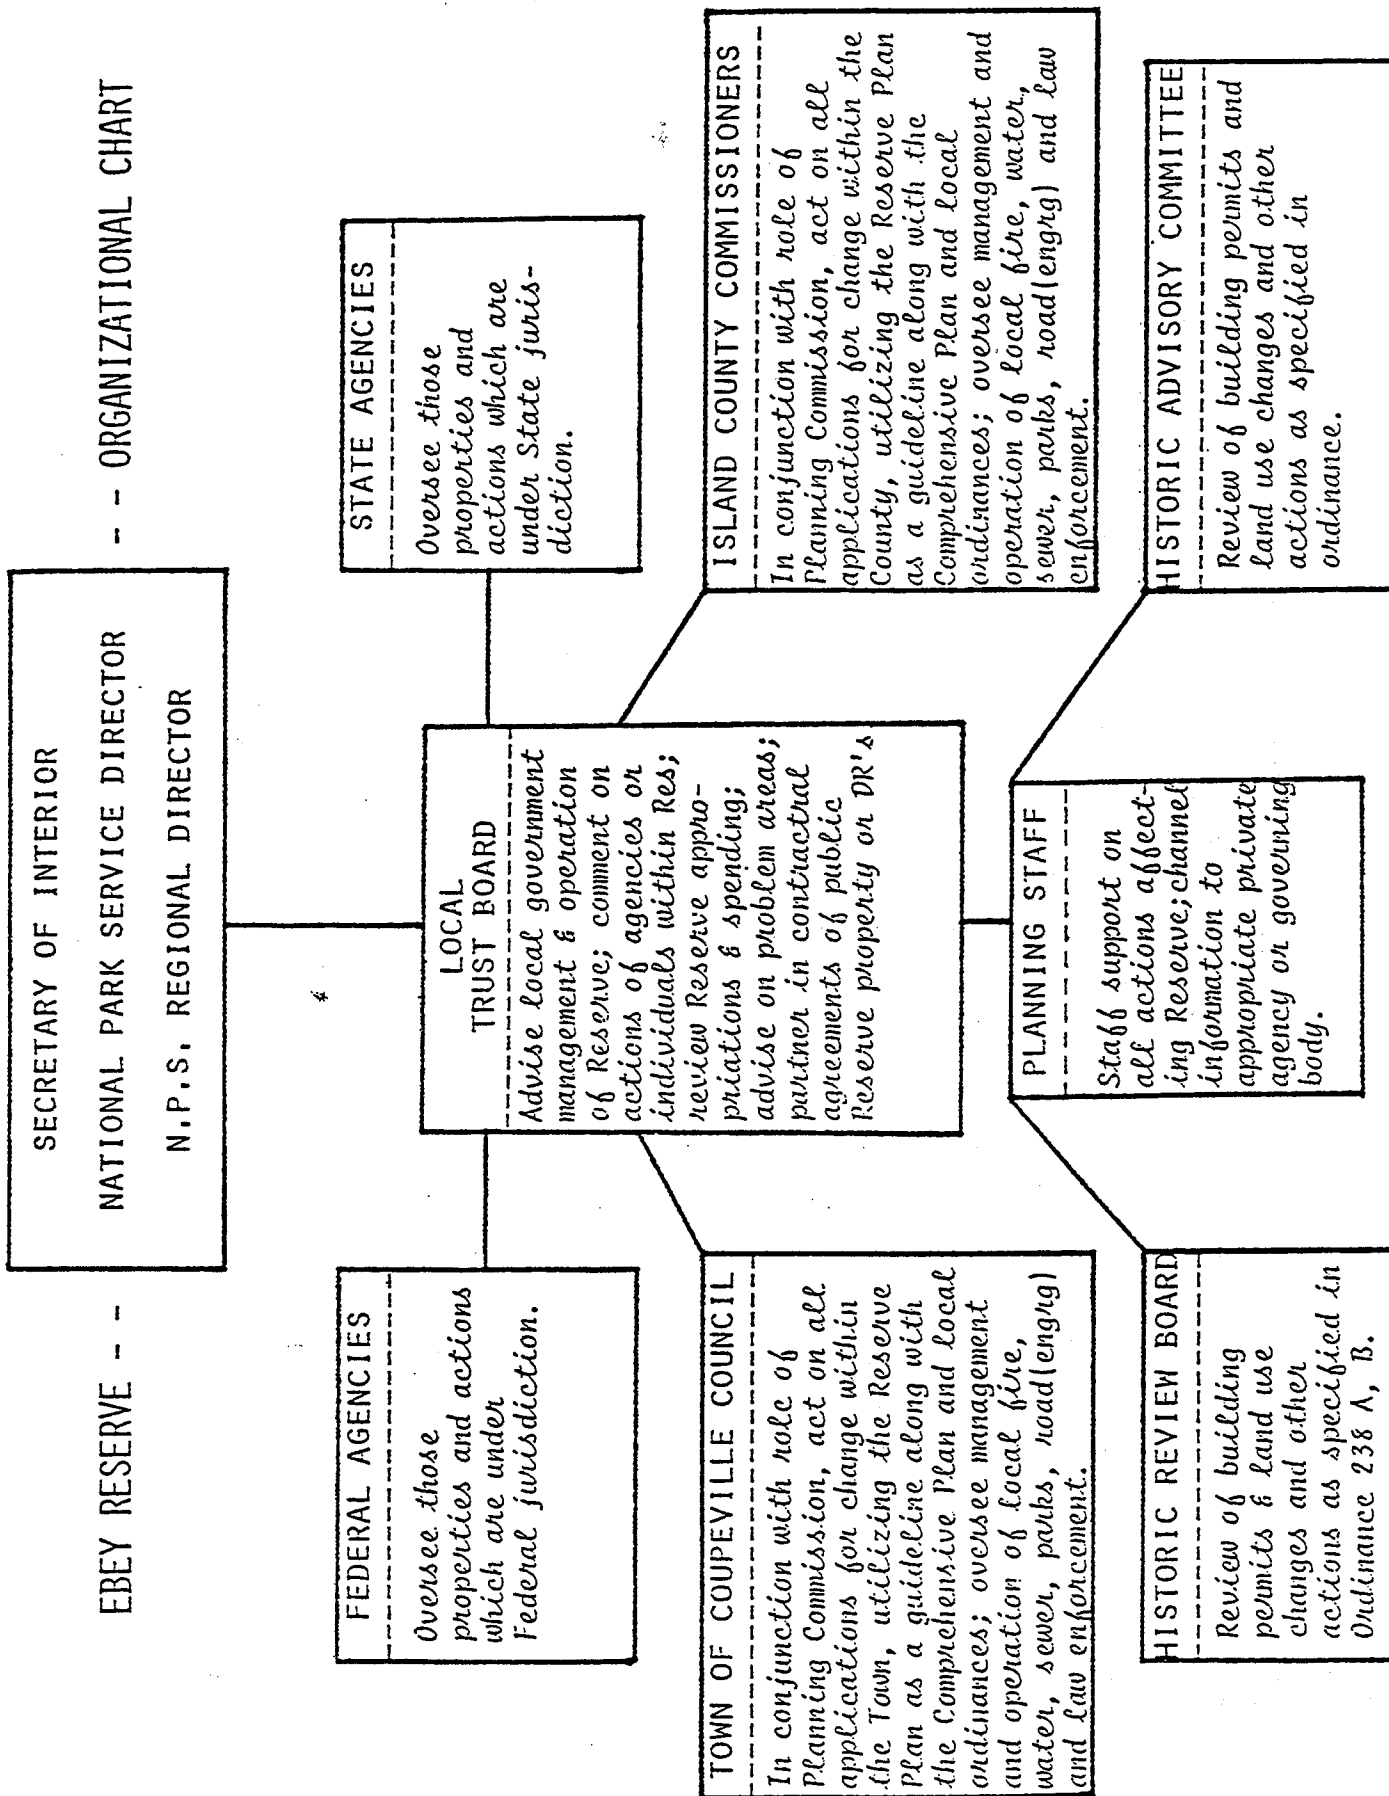 EBEY RESERVE - - - - ORGANIZATIONAL CHART
SECRETARY OF INTERIOR
NATIONAL PARK SERVICE DIRECTOR
N.P.S. REGIONAL DIRECTOR
FEDERAL AGENCIES
Oversee those
properties and actions
which are under
Federal jurisdiction.
STATE AGENCIES
Oversee those
properties and
actions which are
under State juris-
diction.
LOCAL
TRUST BOARD
Advise local government
management & operation
of Reserve; comment on
actions of agencies or
individuals within Res;
review Reserve appro-
priations & spending;
advise on problem areas;
partner in contractral
agreements of public
Reserve property or DR's
TOWN OF COUPEVILLE COUNCIL
In conjunction with role of
Planning Commission, act on all
applications for change within
the Town, utilizing the Reserve
Plan as a guideline along with
the Comprehensive Plan and local
ordinances; oversee management
and operation of local fire,
water, sewer, parks, road(engrg)
and law enforcement.
ISLAND COUNTY COMMISSIONERS
In conjunction with role of
Planning Commission, act on all
applications for change within the
County, utilizing the Reserve Plan
as a guideline along with the
Comprehensive Plan and local
ordinances; oversee management and
operation of local fire, water,
sewer, parks, road(engrg) and law
enforcement.
HISTORIC REVIEW BOARD
Review of building
permits & land use
changes and other
actions as specified in
Ordinance 238 A, B.
PLANNING STAFF
Staff support on
all actions affect-
ing Reserve; channel
information to
appropriate private
agency or governing
body.
HISTORIC ADVISORY COMMITTEE
Review of building permits and
land use changes and other
actions as specified in
ordinance.